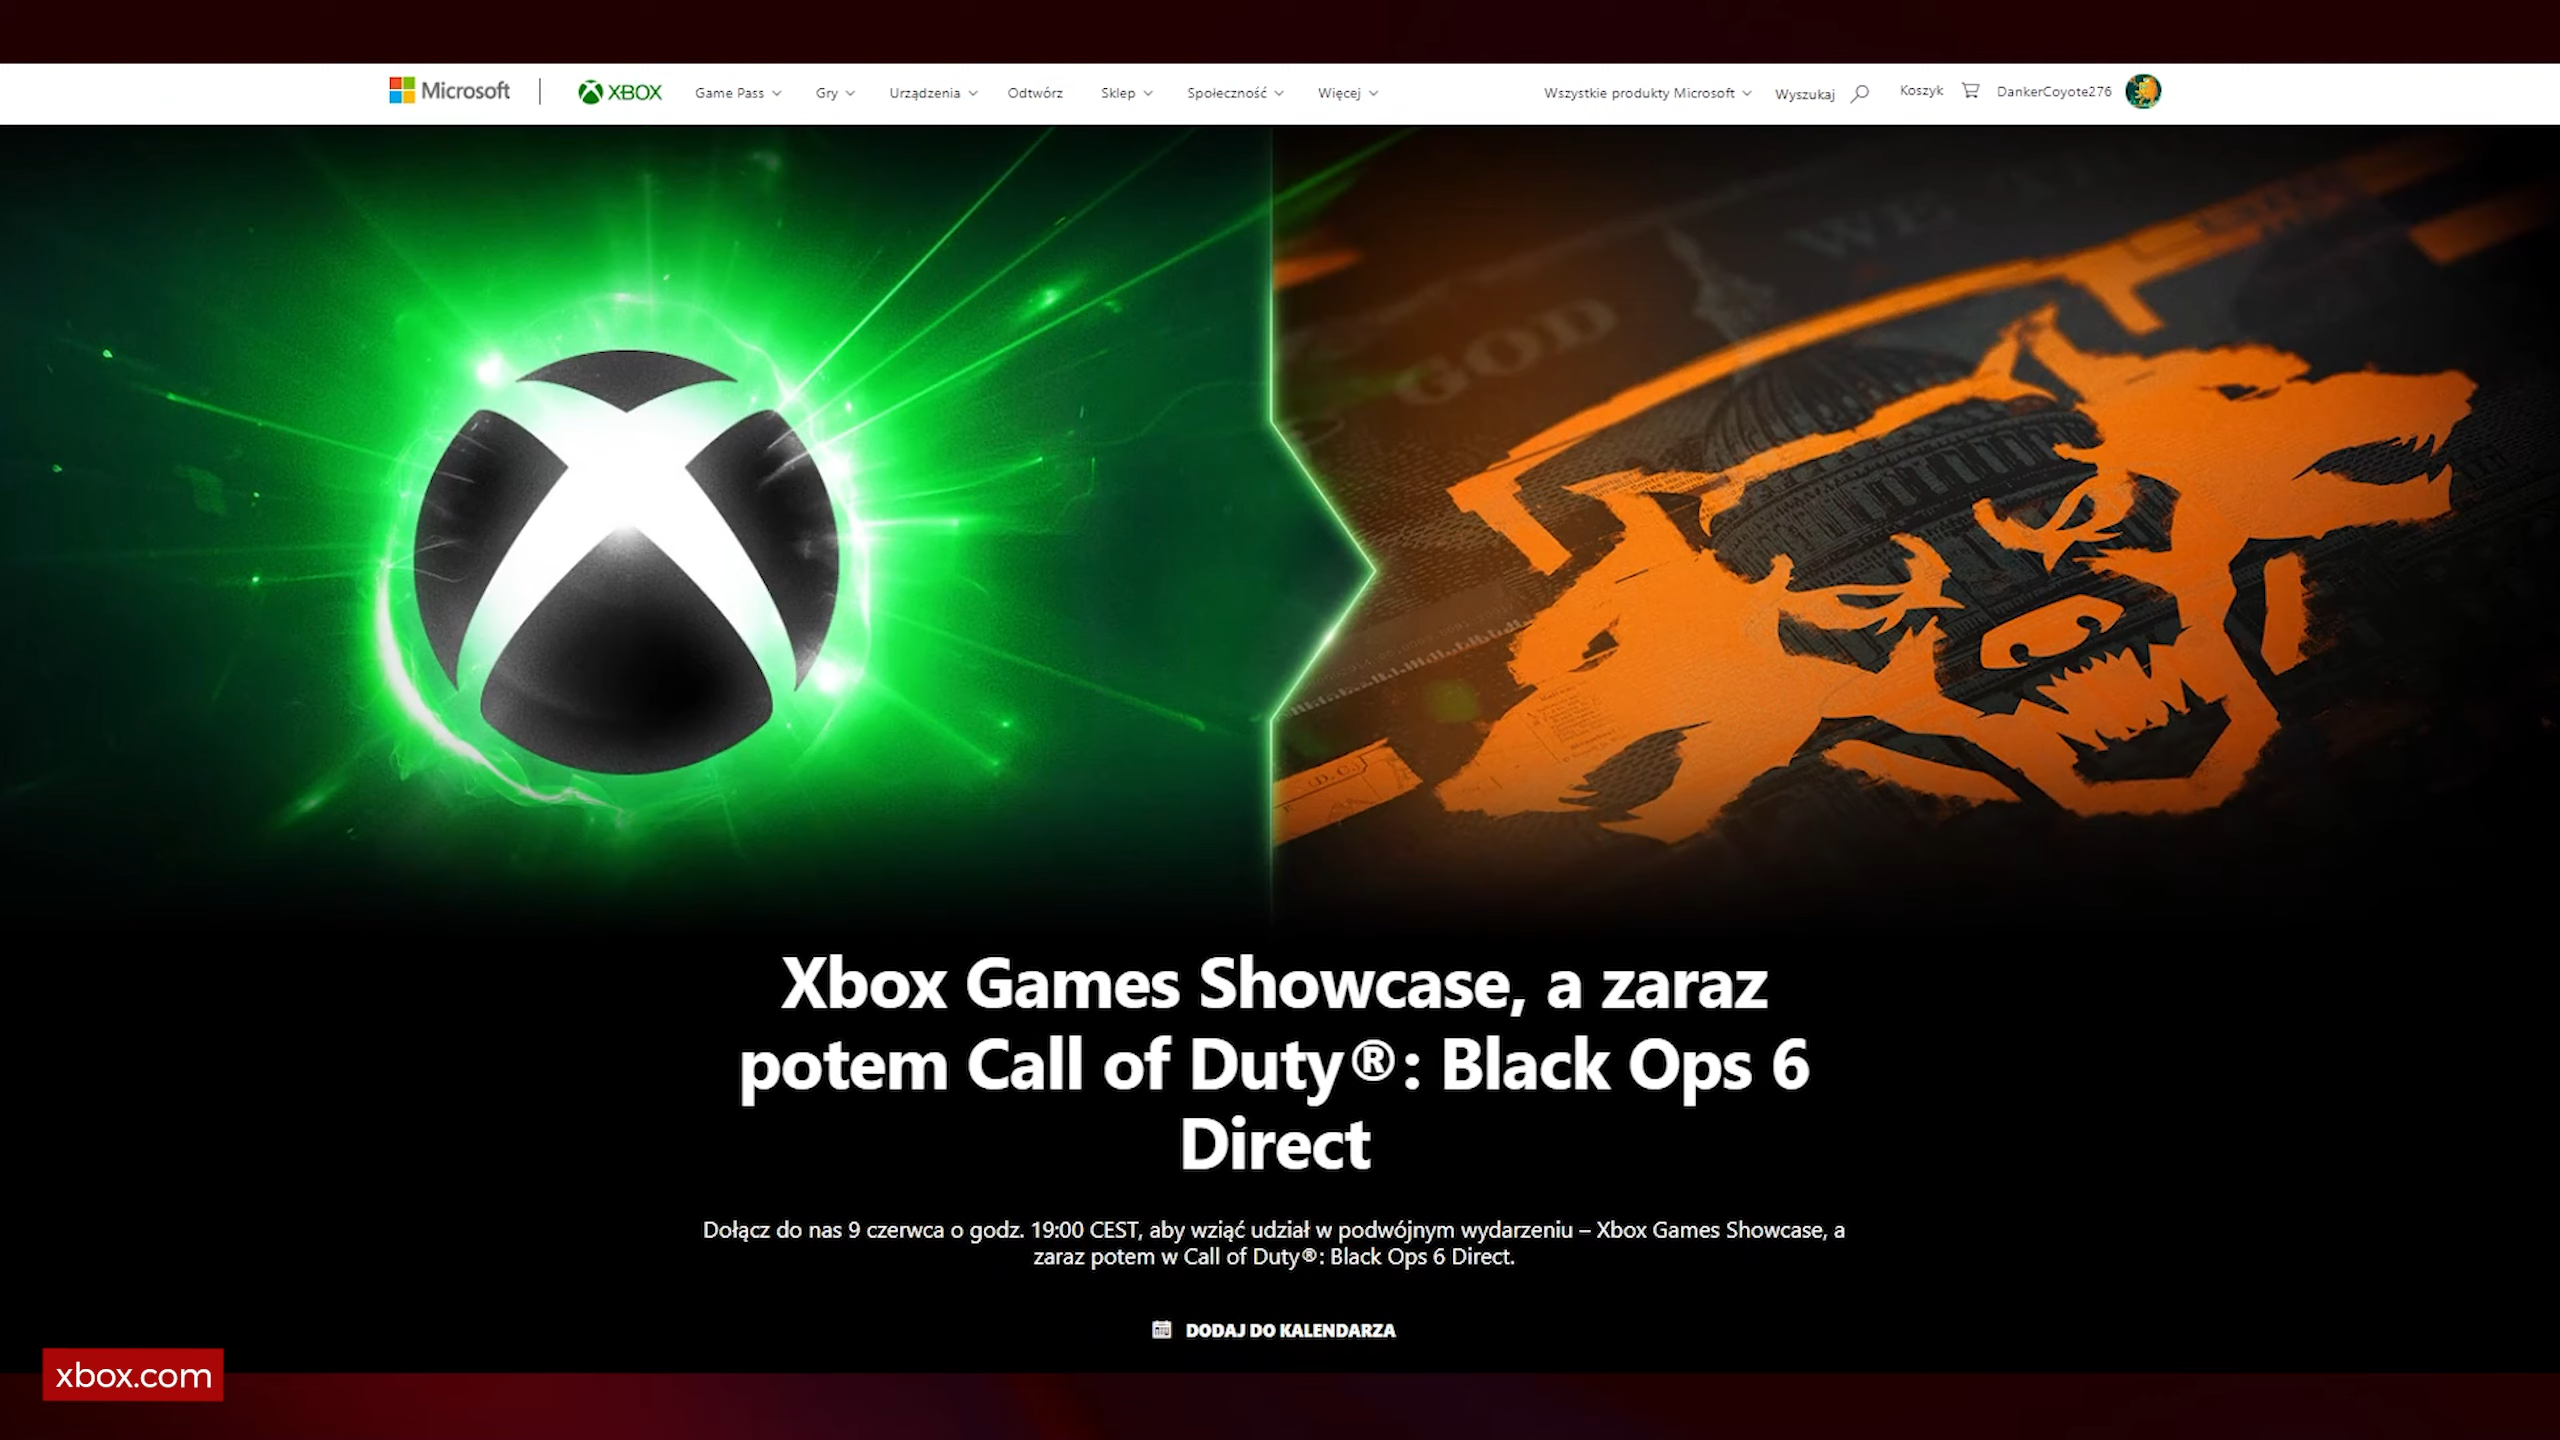 Microsoft
XBOX
Game Pass
Gry
Urządzenia
Odtwórz
Sklep
Społeczność
Więcej
Wszystkie produkty Microsoft
Wyszukaj
Koszyk
DankerCoyote276
WE
GOD
(D.C.)
Xbox Games Showcase, a zaraz
potem Call of Duty®: Black Ops 6
Direct
Dołącz do nas 9 czerwca o godz. 19:00 CEST, aby wziąć udział w podwójnym wydarzeniu – Xbox Games Showcase, a
zaraz potem w Call of Duty®: Black Ops 6 Direct.
DODAJ DO KALENDARZA
xbox.com